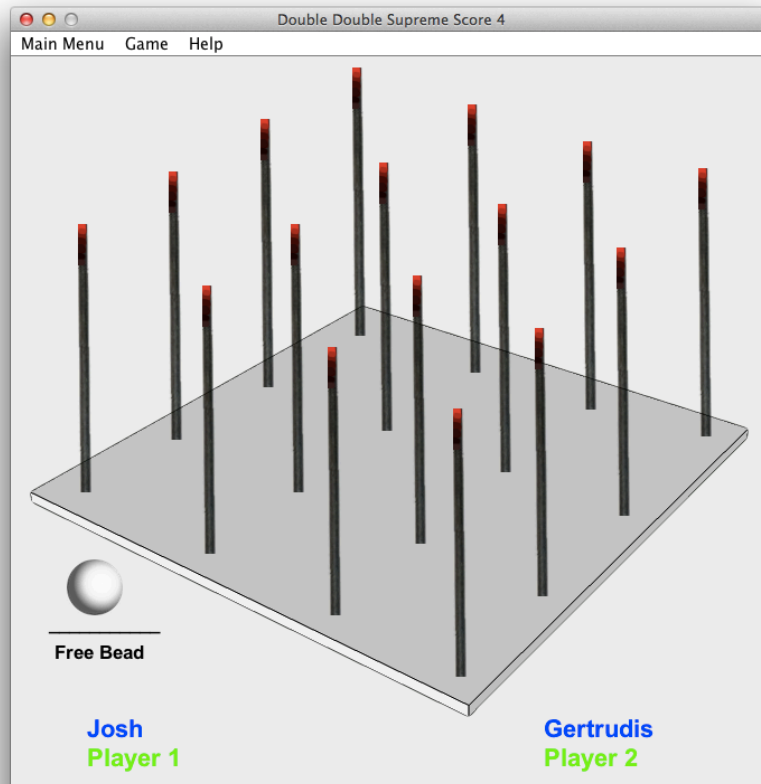 Double Double Supreme Score 4
Main Menu Game Help
Free Bead
Josh
Player 1
Gertrudis
Player 2